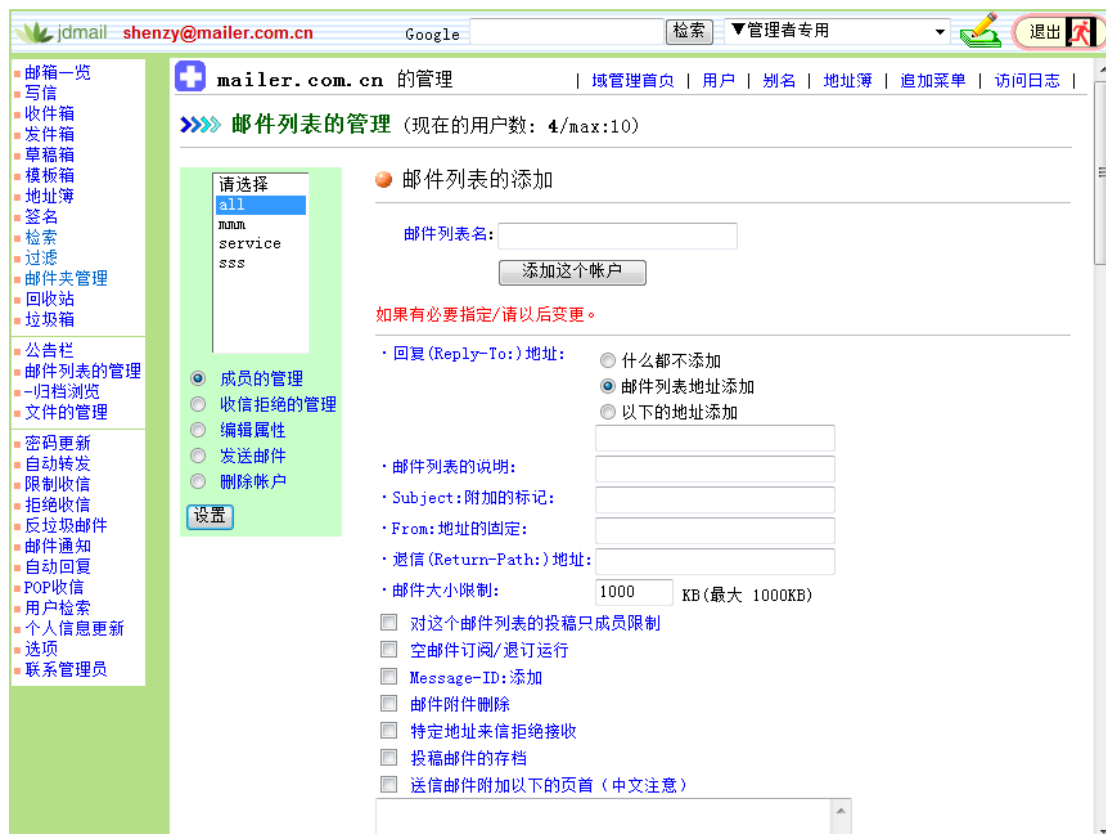 jdmail shenzy@mailer.com.cn Google 检索 ▼管理者专用 退出
邮箱一览
写信
收件箱
发件箱
草稿箱
模板箱
地址簿
签名
检索
过滤
邮件夹管理
回收站
垃圾箱
公告栏
邮件列表的管理
-归档浏览
文件的管理
密码更新
自动转发
限制收信
拒绝收信
反垃圾邮件
邮件通知
自动回复
POP收信
用户检索
个人信息更新
选项
联系管理员
mailer.com.cn 的管理 | 域管理首页 | 用户 | 别名 | 地址簿 | 追加菜单 | 访问日志 |
邮件列表的管理 (现在的用户数: 4/max:10)
请选择
all
mmm
service
sss
成员的管理
收信拒绝的管理
编辑属性
发送邮件
删除帐户
设置
邮件列表的添加
邮件列表名:
添加这个帐户
如果有必要指定/请以后变更。
·回复(Reply-To:)地址:
什么都不添加
邮件列表地址添加
以下的地址添加
·邮件列表的说明:
·Subject:附加的标记:
·From:地址的固定:
·退信(Return-Path:)地址:
·邮件大小限制: 1000 KB(最大 1000KB)
对这个邮件列表的投稿只成员限制
空邮件订阅/退订运行
Message-ID:添加
邮件附件删除
特定地址来信拒绝接收
投稿邮件的存档
送信邮件附加以下的页首（中文注意）